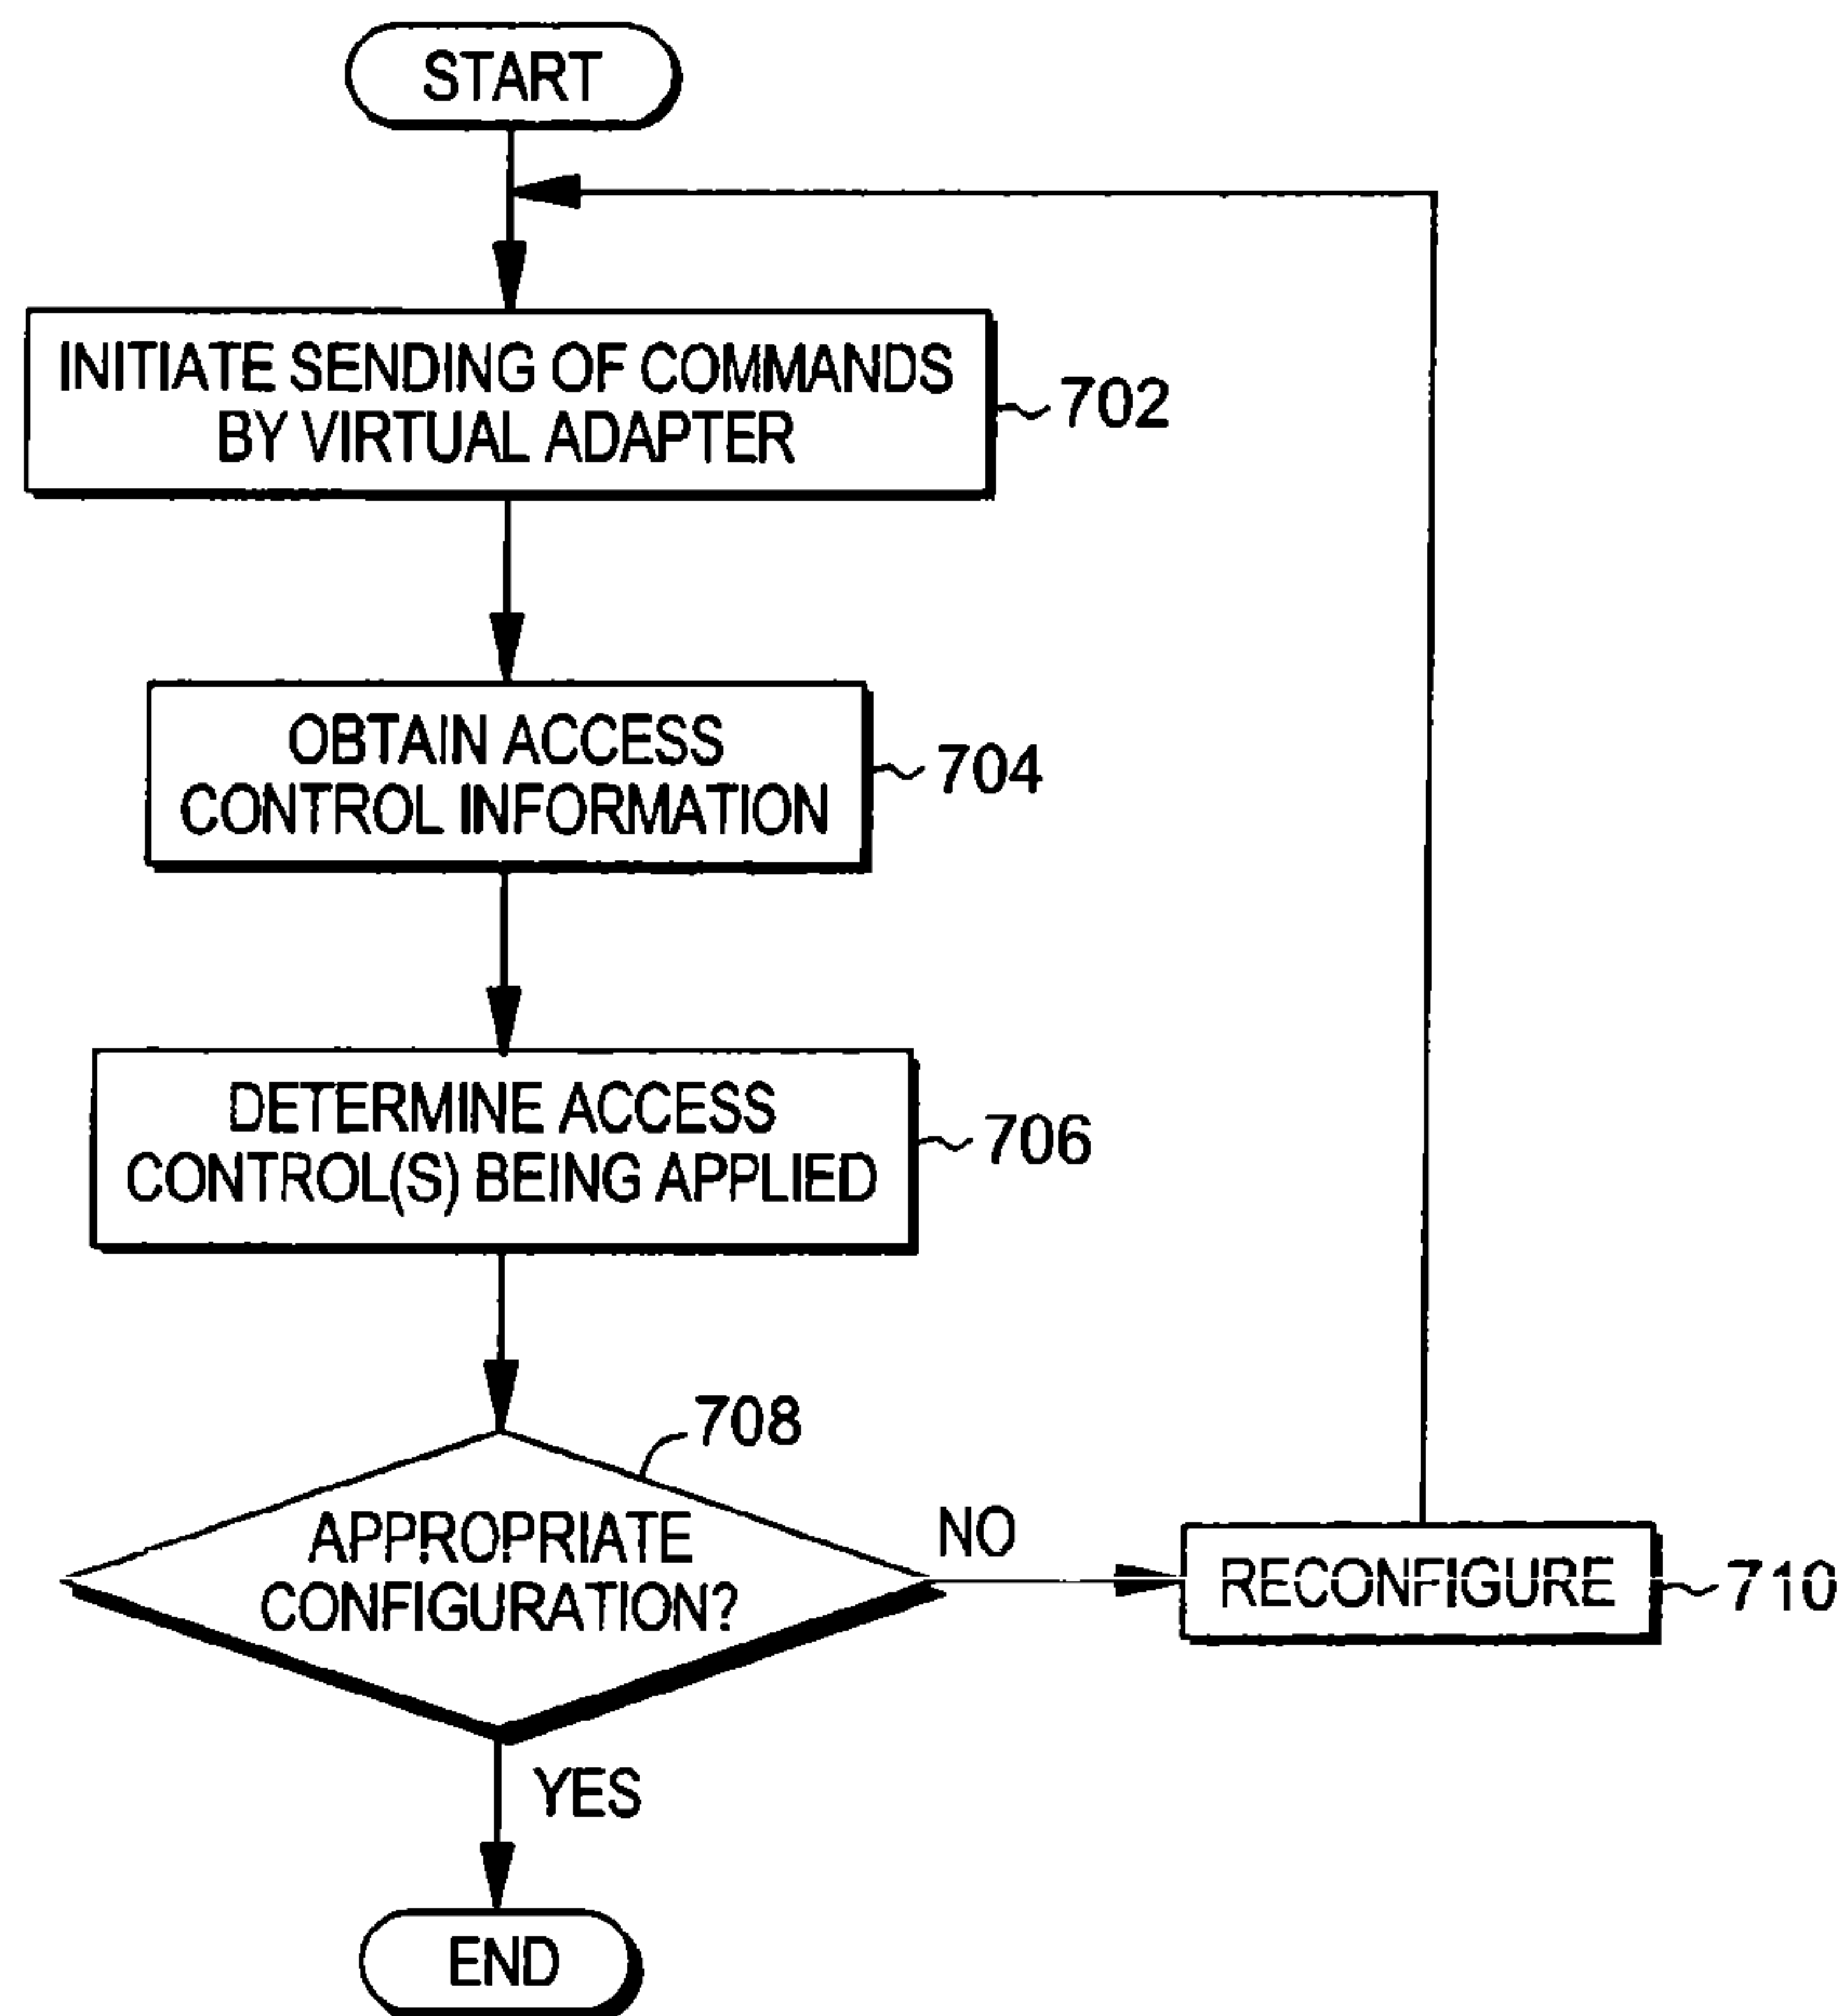 START
INITIATE SENDING OF COMMANDS
BY VIRTUAL ADAPTER
702
OBTAIN ACCESS
CONTROL INFORMATION
704
DETERMINE ACCESS
CONTROL(S) BEING APPLIED
706
708
APPROPRIATE
CONFIGURATION?
NO
RECONFIGURE
710
YES
END